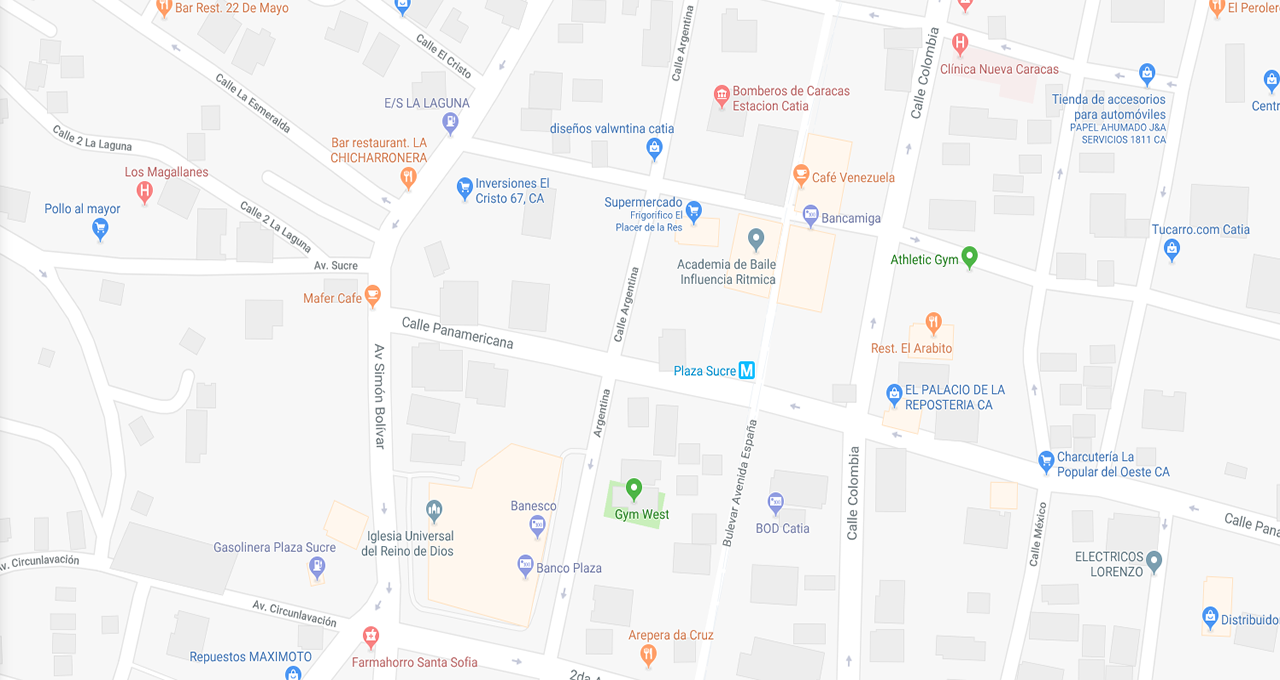 Bar Rest. 22 De Mayo
El Peroler
Calle El Cristo
Calle Argentina
Calle Colombia
Clínica Nueva Caracas
Calle La Esmeralda
E/S LA LAGUNA
Bomberos de Caracas
Estacion Catia
Tienda de accesorios
para automóviles
PAPEL AHUMADO J&A
SERVICIOS 1811 CA
Centr
Calle 2 La Laguna
Bar restaurant. LA
CHICHARRONERA
diseños valwntina catia
Los Magallanes
Inversiones El
Cristo 67, CA
Café Venezuela
Pollo al mayor
Calle 2 La Laguna
Supermercado
Frigorifico El
Placer de la Res
Bancamiga
Tucarro.com Catia
Av. Sucre
Academia de Baile
Influencia Ritmica
Athletic Gym
Mafer Cafe
Calle Panamericana
Calle Argentina
Rest. El Arabito
Av Simón Bolívar
Plaza Sucre
M
EL PALACIO DE LA
REPOSTERIA CA
Argentina
Bulevar Avenida España
Calle Colombia
Charcutería La
Popular del Oeste CA
Banesco
Gym West
BOD Catia
Calle México
Calle Pana
Iglesia Universal
del Reino de Dios
Gasolinera Plaza Sucre
Banco Plaza
ELECTRICOS
LORENZO
Av. Circunlavación
Av. Circunlavación
Distribuidor
Arepera da Cruz
Repuestos MAXIMOTO
Farmahorro Santa Sofia
2da A